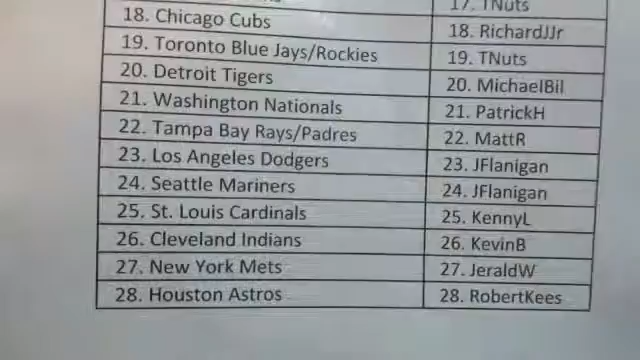 17. TNuts
18. Chicago Cubs 18. RichardJJr
19. Toronto Blue Jays/Rockies 19. TNuts
20. Detroit Tigers 20. MichaelBil
21. Washington Nationals 21. PatrickH
22. Tampa Bay Rays/Padres 22. MattR
23. Los Angeles Dodgers 23. JFlanigan
24. Seattle Mariners 24. JFlanigan
25. St. Louis Cardinals 25. KennyL
26. Cleveland Indians 26. KevinB
27. New York Mets 27. JeraldW
28. Houston Astros 28. RobertKees